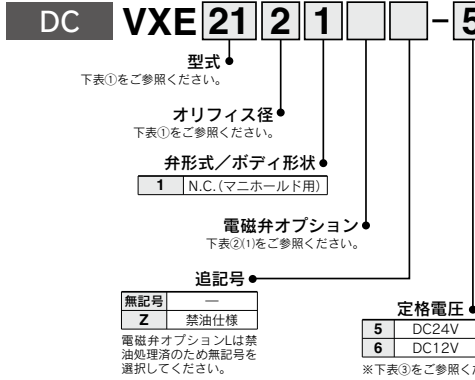 DC VXE 21 2 1 - 5
型式
下表①をご参照ください。
オリフィス径
下表①をご参照ください。
弁形式/ボディ形状
1 N.C.(マニホールド用)
電磁弁オプション
下表②(1)をご参照ください。
追記号
無記号 —
Z 禁油仕様
電磁弁オプションLは禁
油処理済のため無記号を
選択してください。
定格電圧
5 DC24V
6 DC12V
※下表③をご参照くだ